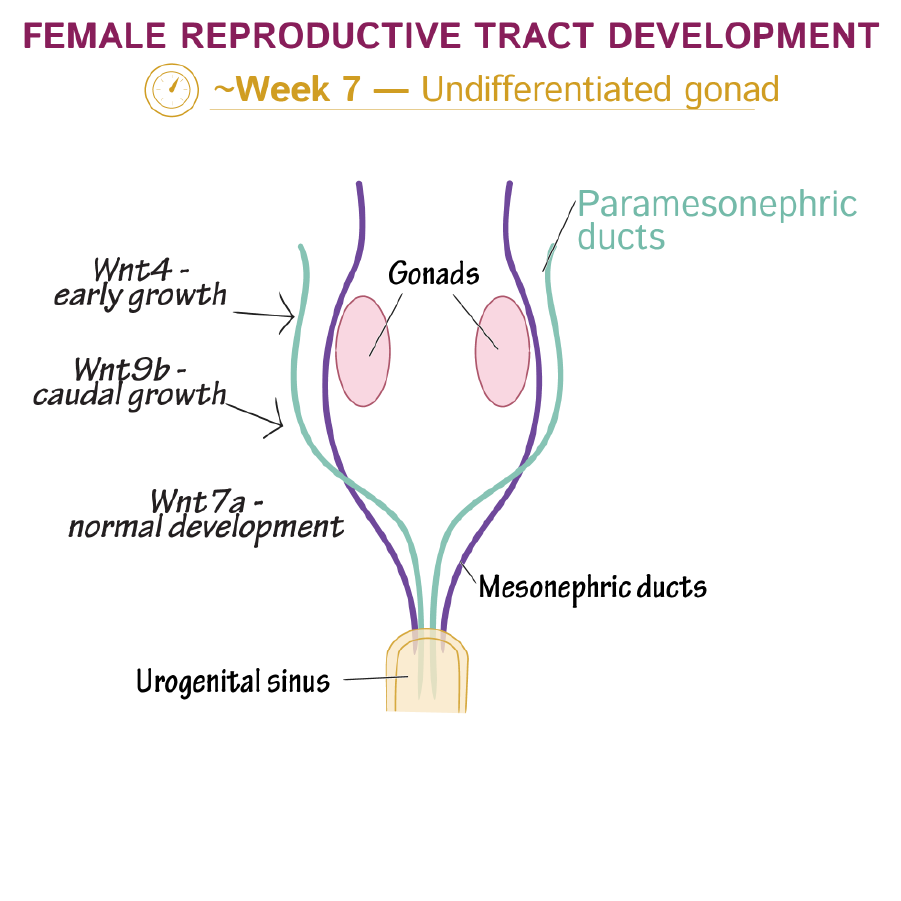 FEMALE REPRODUCTIVE TRACT DEVELOPMENT
~Week 7 — Undifferentiated gonad
Paramesonephric
ducts
Gonads
Wnt4 -
early growth
Wnt9b -
caudal growth
Wnt7a -
normal development
Mesonephric ducts
Urogenital sinus